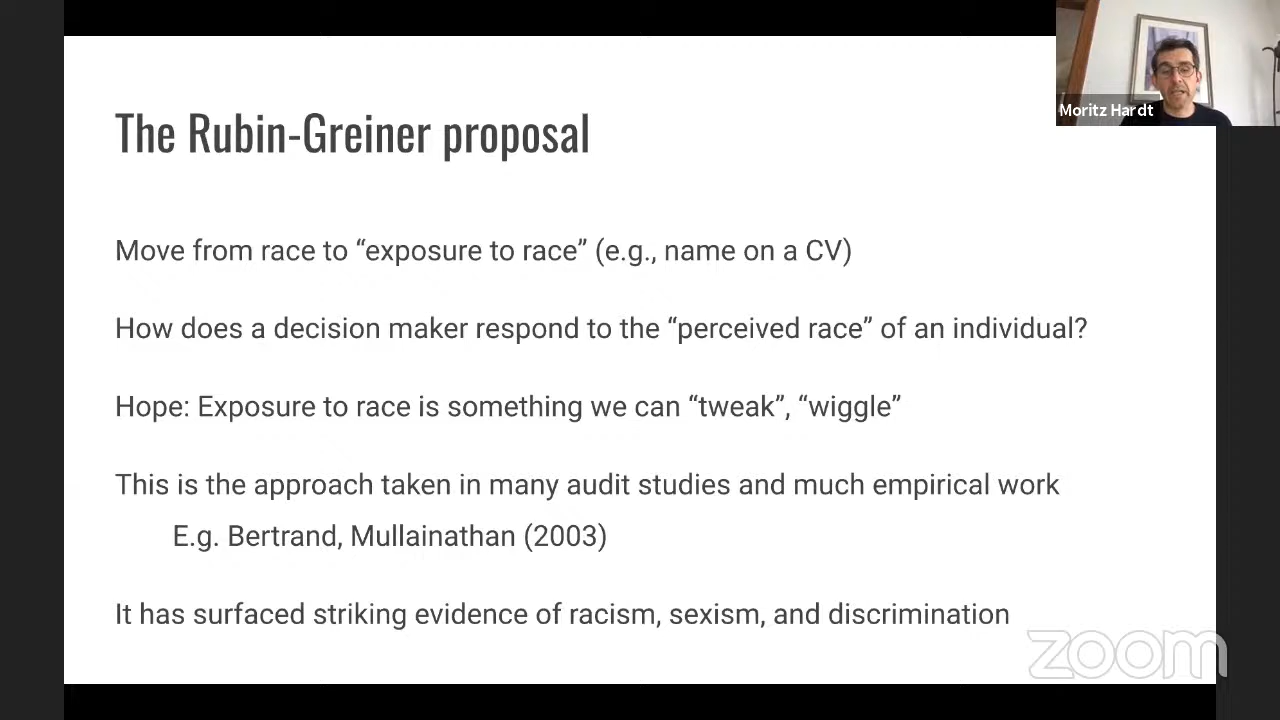 Moritz Hardt
The Rubin-Greiner proposal
Move from race to “exposure to race” (e.g., name on a CV)
How does a decision maker respond to the “perceived race” of an individual?
Hope: Exposure to race is something we can “tweak”, “wiggle”
This is the approach taken in many audit studies and much empirical work
E.g. Bertrand, Mullainathan (2003)
It has surfaced striking evidence of racism, sexism, and discrimination
zoom